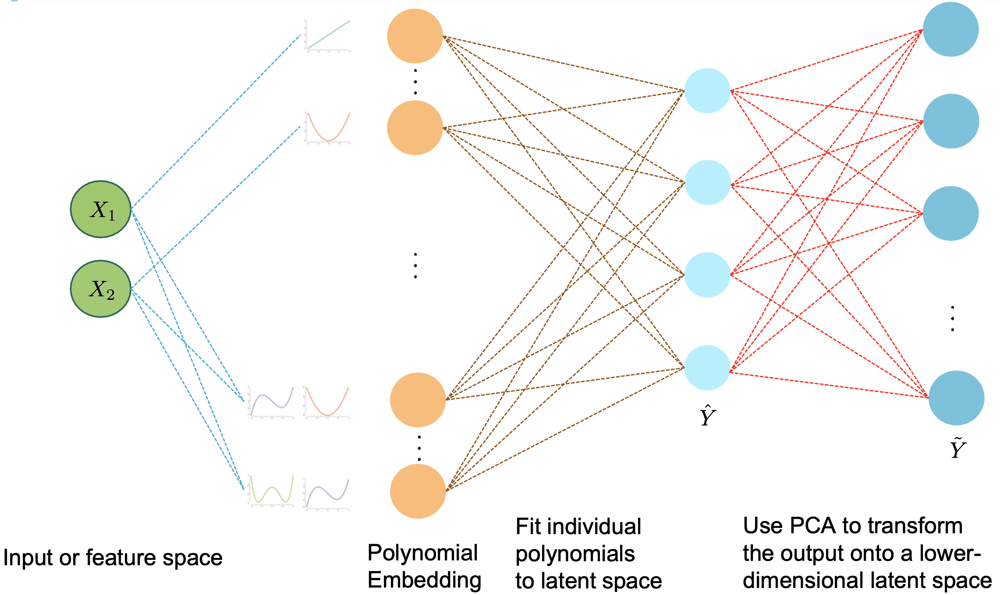 X₁
X₂
Ŷ
Ỹ
Input or feature space
Polynomial
Embedding
Fit individual
polynomials
to latent space
Use PCA to transform
the output onto a lower-
dimensional latent space